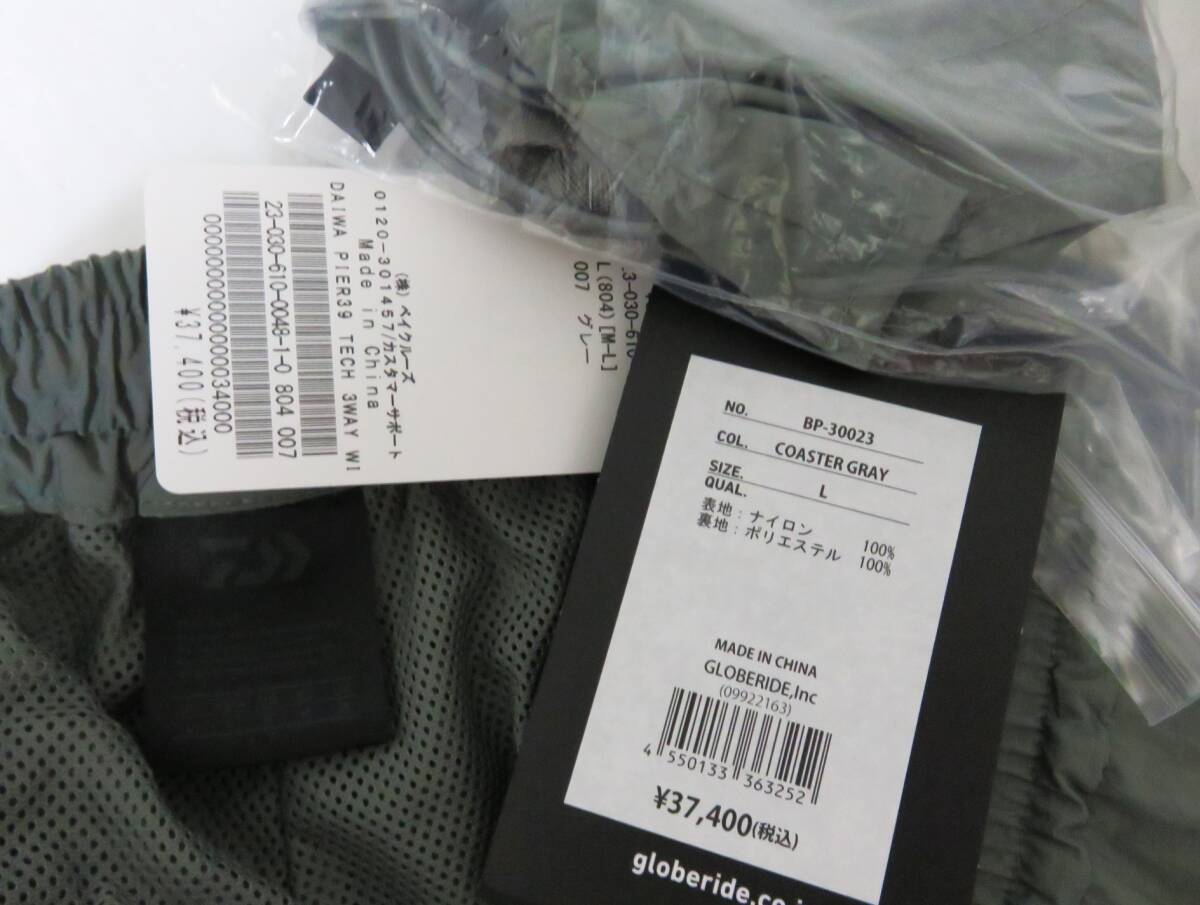 (株) ベイクルーズ
0120-301457/カスタマーサポート
Made in China
DAIWA PIER39 TECH 3WAY WI
23-030-610-0048-1-0 804 007
0000000000000000034000
¥37,400(税込)
3-030-610
L (804) [M-L]
007 グレー
NO. BP-30023
COL. COASTER GRAY
SIZE. L
QUAL.
表地:ナイロン 100%
裏地:ポリエステル 100%
MADE IN CHINA
GLOBERIDE,Inc
(09922163)
4 550133 363252
¥37,400(税込)
globeride.co.j